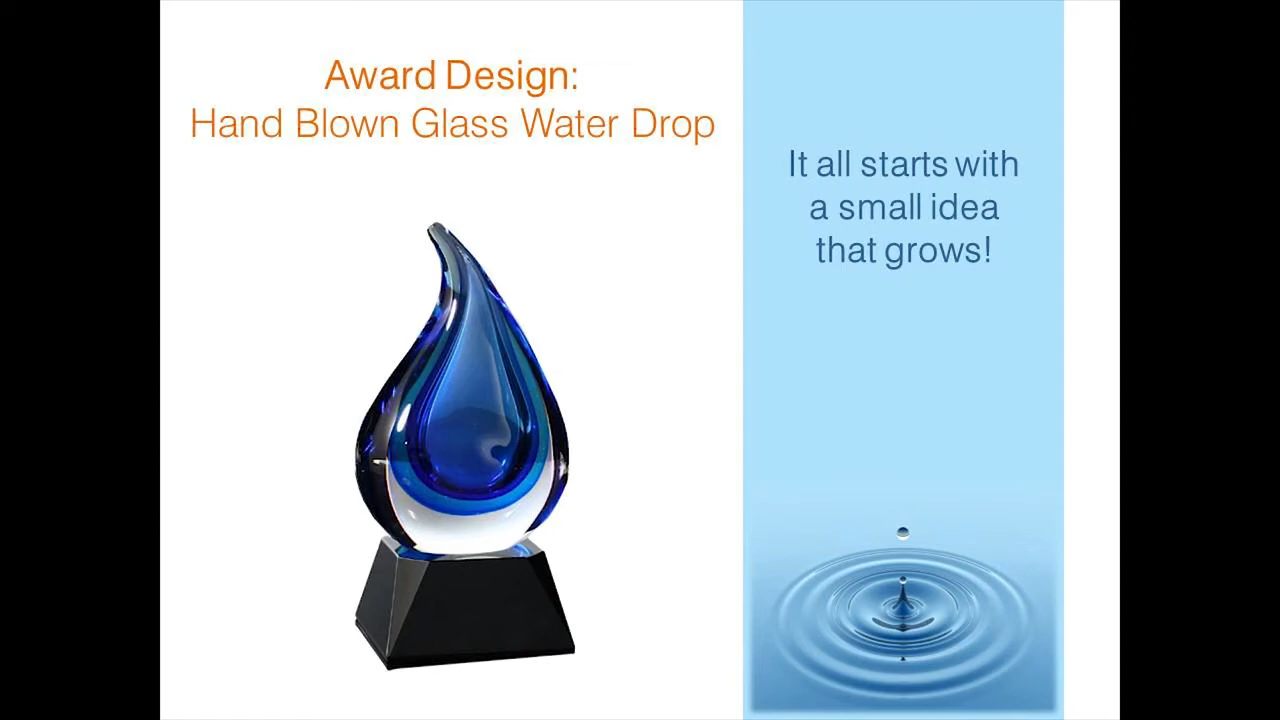 Award Design:
Hand Blown Glass Water Drop
It all starts with
a small idea
that grows!